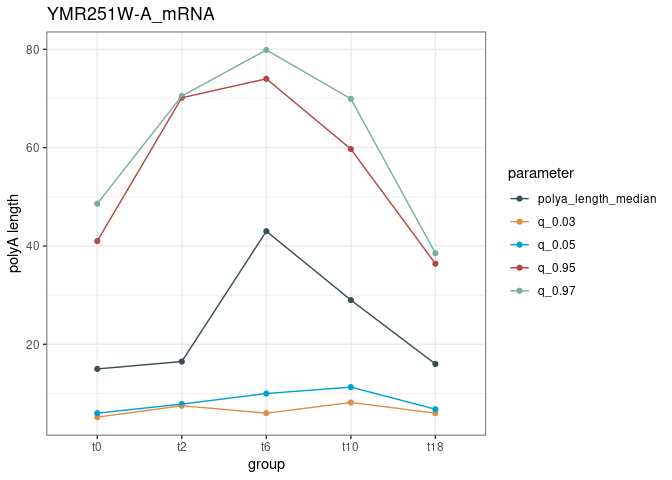 YMR251W-A_mRNA
polyA length
80
60
40
20
t0 t2 t6 t10 t18
group
parameter
polya_length_median
q_0.03
q_0.05
q_0.95
q_0.97